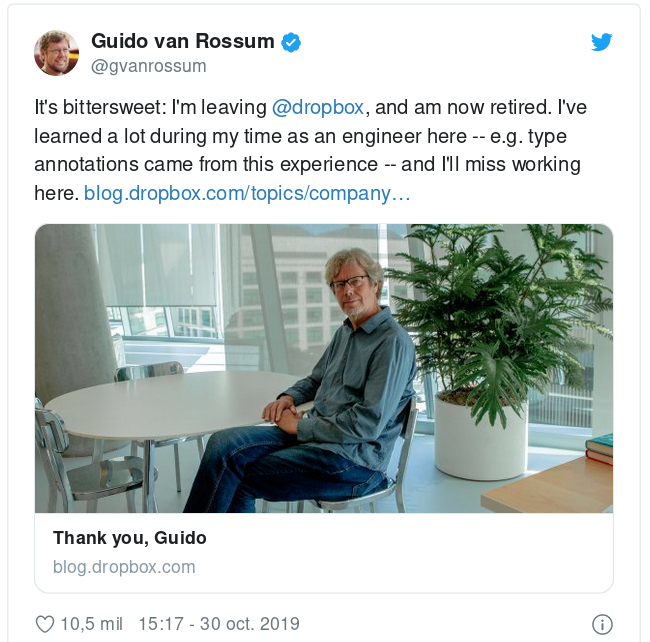 Guido van Rossum
@gvanrossum
It's bittersweet: I'm leaving @dropbox, and am now retired. I've
learned a lot during my time as an engineer here -- e.g. type
annotations came from this experience -- and I'll miss working
here. blog.dropbox.com/topics/company…
Thank you, Guido
blog.dropbox.com
10,5 mil 15:17 - 30 oct. 2019